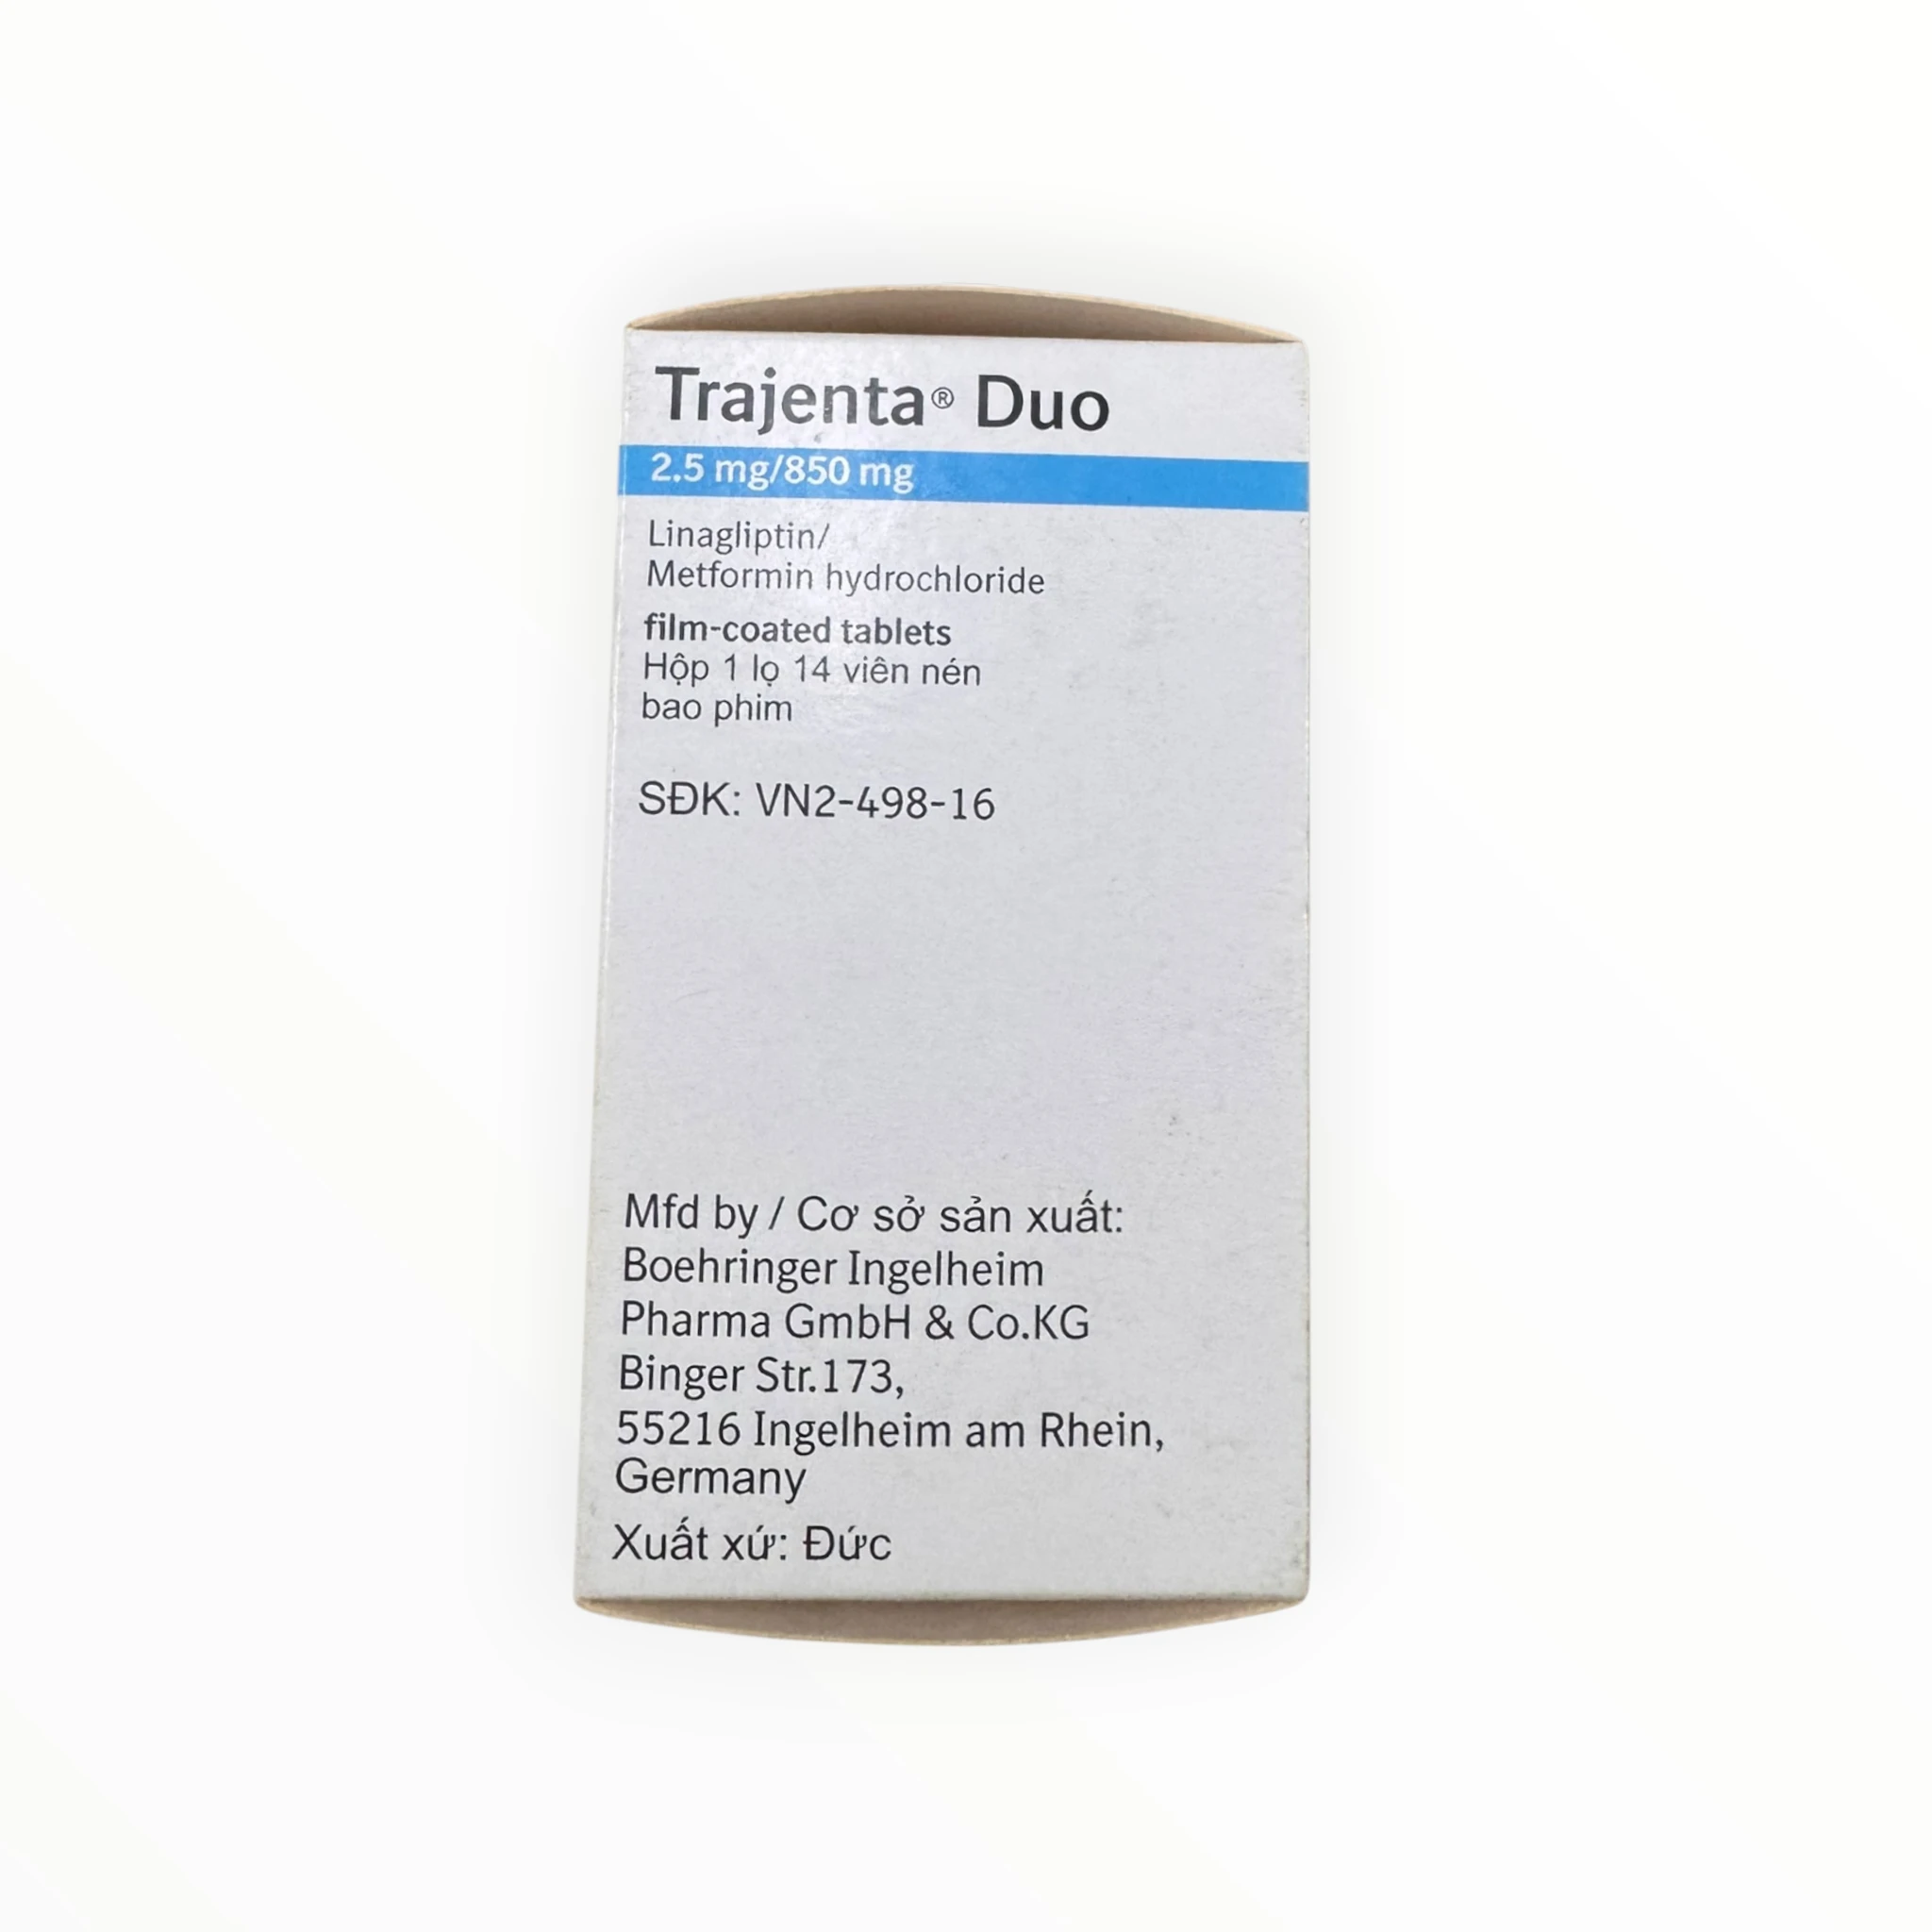 Trajenta® Duo
2.5 mg/850 mg
Linagliptin/
Metformin hydrochloride
film-coated tablets
Hộp 1 lọ 14 viên nén
bao phim
SĐK: VN2-498-16
Mfd by / Cơ sở sản xuất:
Boehringer Ingelheim
Pharma GmbH & Co.KG
Binger Str.173,
55216 Ingelheim am Rhein,
Germany
Xuất xứ: Đức